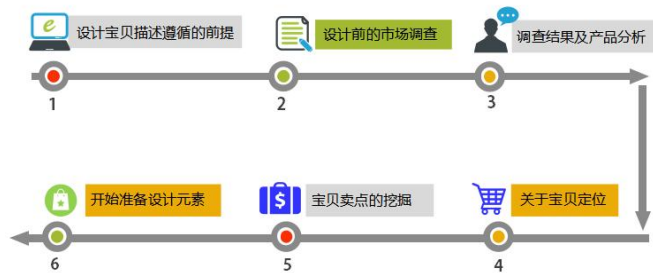 设计宝贝描述遵循的前提
设计前的市场调查
调查结果及产品分析
1
2
3
开始准备设计元素
宝贝卖点的挖掘
关于宝贝定位
6
5
4